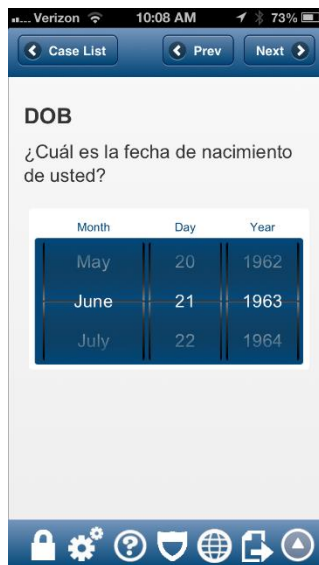 .... Verizon 10:08 AM 73%
Case List Prev Next
DOB
¿Cuál es la fecha de nacimiento
de usted?
Month Day Year
May 20 1962
June 21 1963
July 22 1964